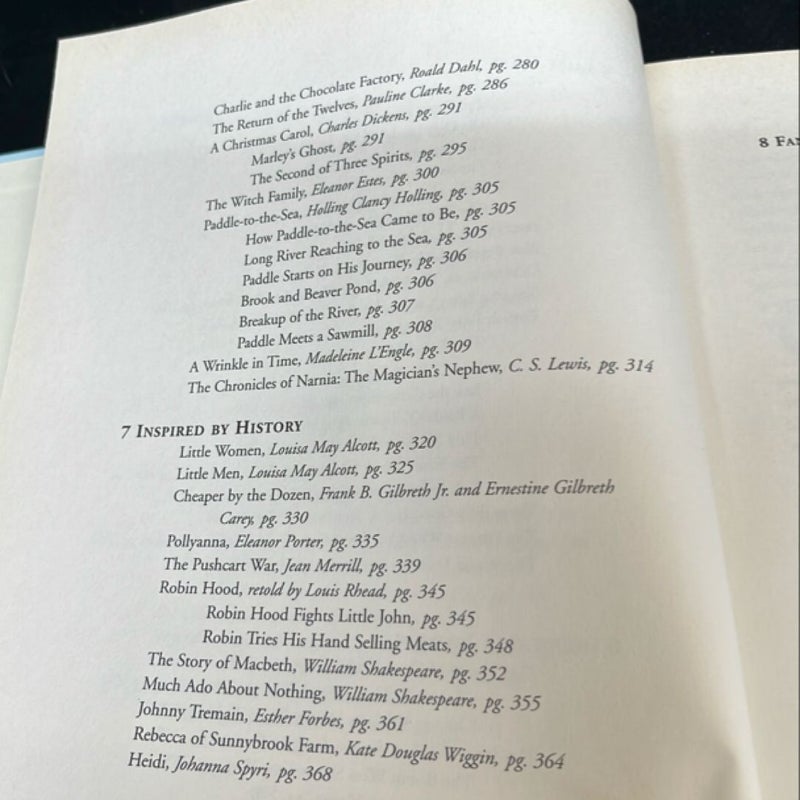 Charlie and the Chocolate Factory, Roald Dahl, pg. 280
The Return of the Twelves, Pauline Clarke, pg. 286
A Christmas Carol, Charles Dickens, pg. 291
Marley's Ghost, pg. 291
The Second of Three Spirits, pg. 295
The Witch Family, Eleanor Estes, pg. 300
Paddle-to-the-Sea, Holling Clancy Holling, pg. 305
How Paddle-to-the-Sea Came to Be, pg. 305
Long River Reaching to the Sea, pg. 305
Paddle Starts on His Journey, pg. 306
Brook and Beaver Pond, pg. 306
Breakup of the River, pg. 307
Paddle Meets a Sawmill, pg. 308
A Wrinkle in Time, Madeleine L'Engle, pg. 309
The Chronicles of Narnia: The Magician's Nephew, C. S. Lewis, pg. 314
7 INSPIRED BY HISTORY
Little Women, Louisa May Alcott, pg. 320
Little Men, Louisa May Alcott, pg. 325
Cheaper by the Dozen, Frank B. Gilbreth Jr. and Ernestine Gilbreth
Carey, pg. 330
Pollyanna, Eleanor Porter, pg. 335
The Pushcart War, Jean Merrill, pg. 339
Robin Hood, retold by Louis Rhead, pg. 345
Robin Hood Fights Little John, pg. 345
Robin Tries His Hand Selling Meats, pg. 348
The Story of Macbeth, William Shakespeare, pg. 352
Much Ado About Nothing, William Shakespeare, pg. 355
Johnny Tremain, Esther Forbes, pg. 361
Rebecca of Sunnybrook Farm, Kate Douglas Wiggin, pg. 364
Heidi, Johanna Spyri, pg. 368
8